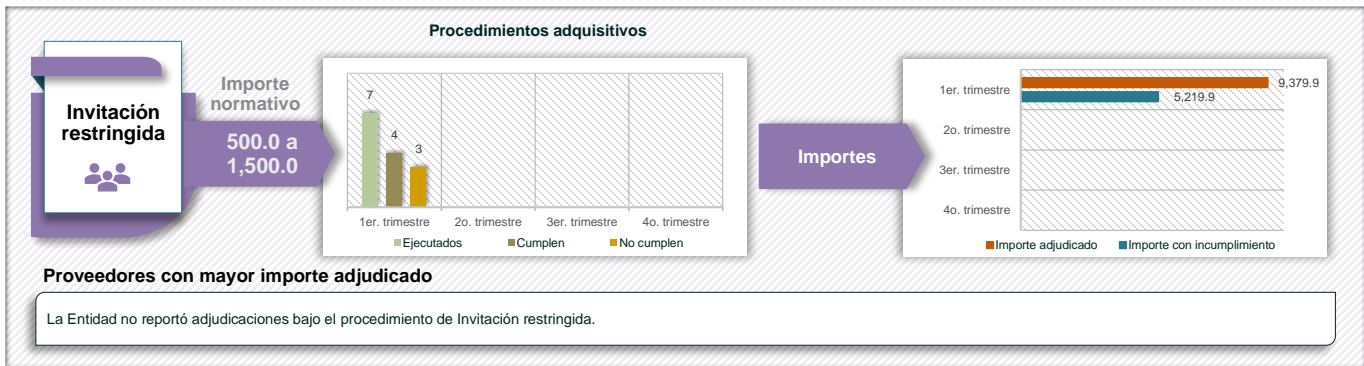 Procedimientos adquisitivos
Invitación
restringida
Importe
normativo
500.0 a
1,500.0
7
4
3
1er. trimestre
2o. trimestre
3er. trimestre
4o. trimestre
Ejecutados
Cumplen
No cumplen
Importes
1er. trimestre
9,379.9
5,219.9
2o. trimestre
3er. trimestre
4o. trimestre
Importe adjudicado
Importe con incumplimiento
Proveedores con mayor importe adjudicado
La Entidad no reportó adjudicaciones bajo el procedimiento de Invitación restringida.